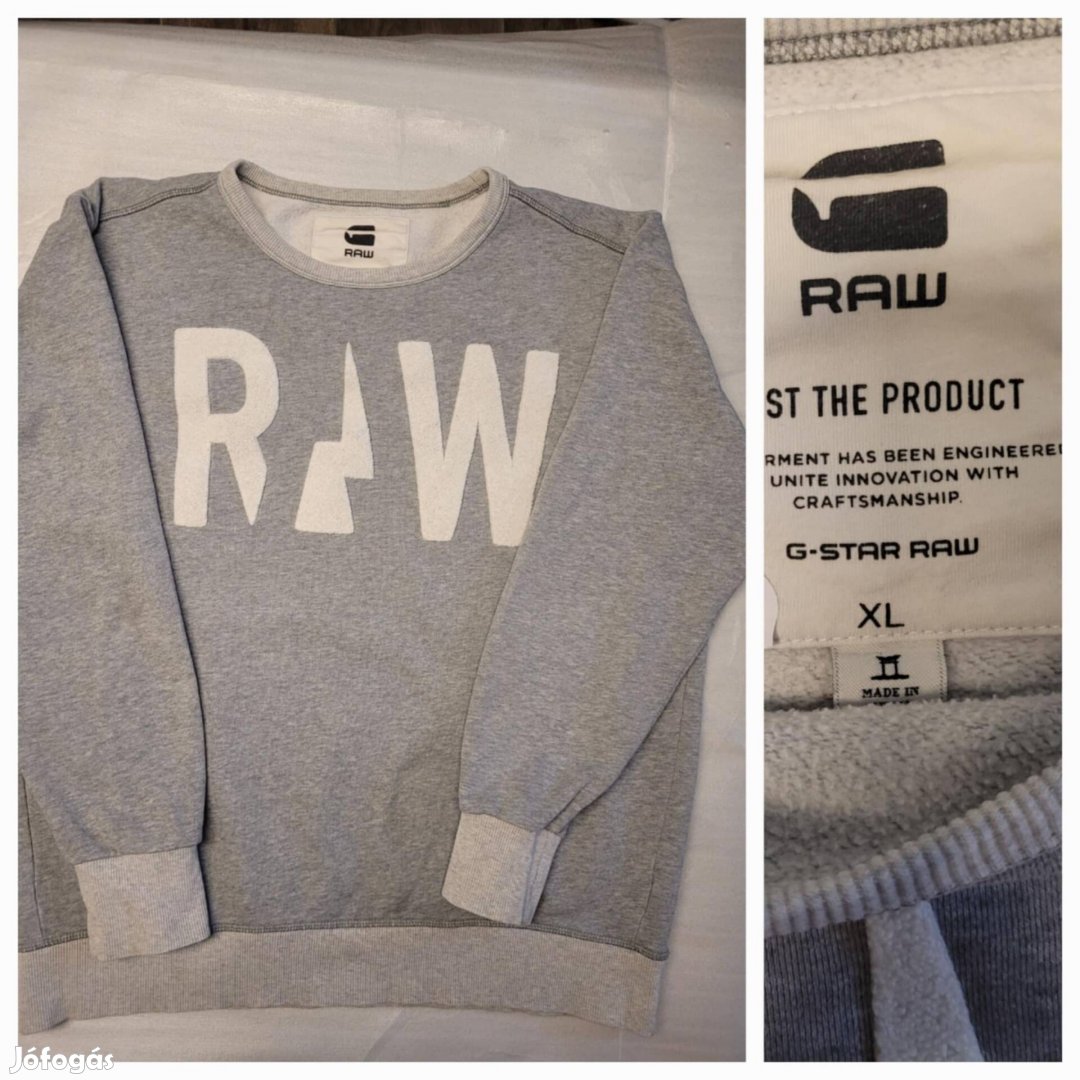 RAW
RAW
RAW
ST THE PRODUCT
RMENT HAS BEEN ENGINEERE
UNITE INNOVATION WITH
CRAFTSMANSHIP.
G-STAR RAW
XL
MADE IN
Jófogás